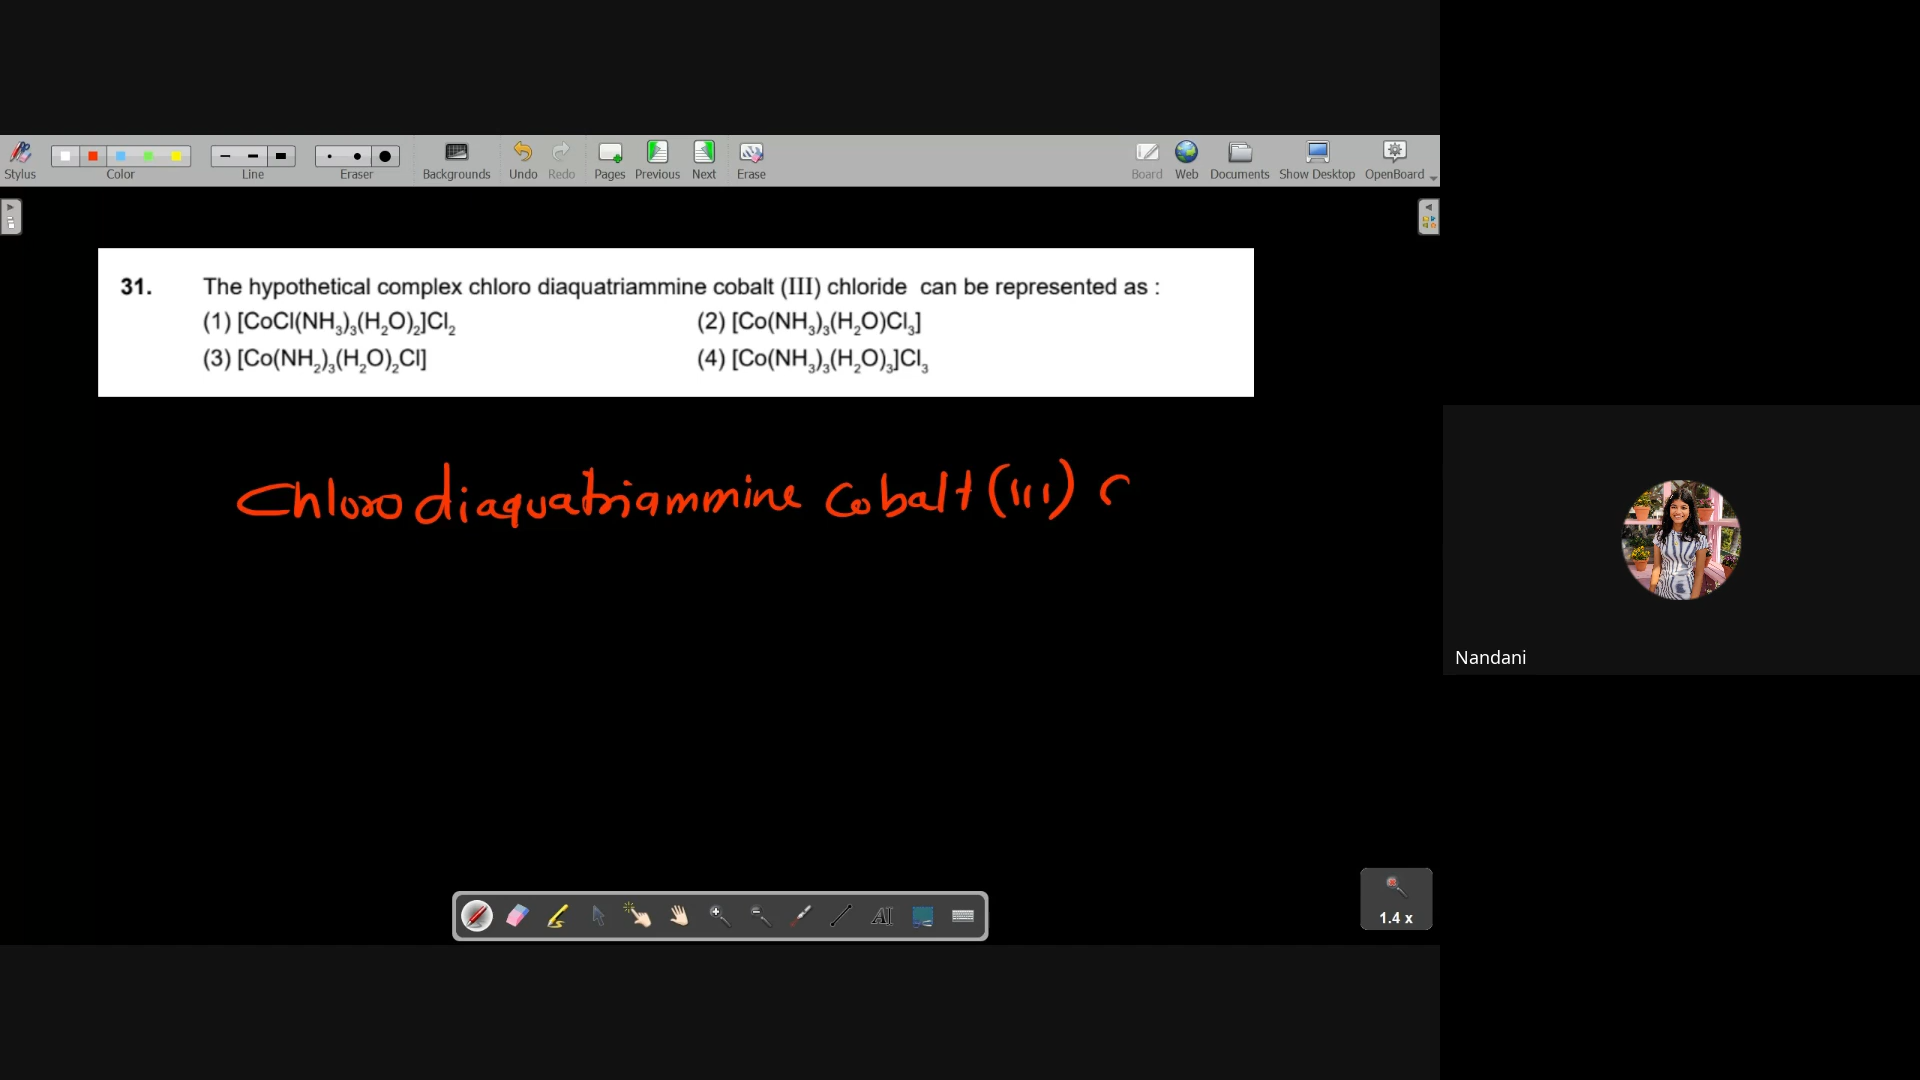 Stylus Color Line Eraser Backgrounds Undo Redo Pages Previous Next Erase Board Web Documents Show Desktop OpenBoard
31. The hypothetical complex chloro diaquatriammine cobalt (III) chloride can be represented as :
(1) [CoCl(NH₃)₃(H₂O)₂]Cl₂ (2) [Co(NH₃)₃(H₂O)Cl₃]
(3) [Co(NH₂)₃(H₂O)₂Cl] (4) [Co(NH₃)₃(H₂O)₃]Cl₃
Chloro diaquatriammine cobalt (III) C
Nandani
1.4 x